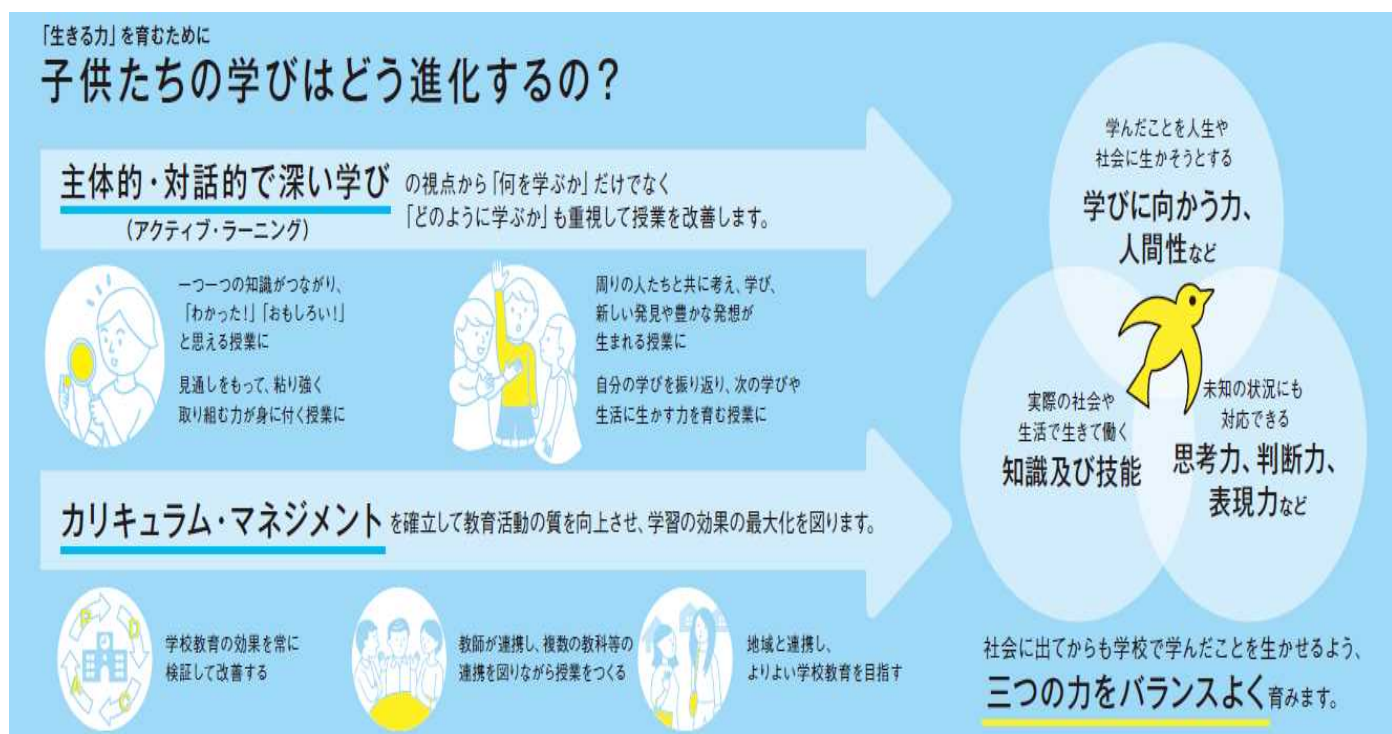 「生きる力」を育むために
子供たちの学びはどう進化するの？
主体的・対話的で深い学び
（アクティブ・ラーニング）
の視点から「何を学ぶか」だけでなく
「どのように学ぶか」も重視して授業を改善します。
一つ一つの知識がつながり、
「わかった！」「おもしろい！」
と思える授業に
見通しをもって、粘り強く
取り組む力が身に付く授業に
周りの人たちと共に考え、学び、
新しい発見や豊かな発想が
生まれる授業に
自分の学びを振り返り、次の学びや
生活に生かす力を育む授業に
カリキュラム・マネジメント を確立して教育活動の質を向上させ、学習の効果の最大化を図ります。
P
D
C
A
学校教育の効果を常に
検証して改善する
教師が連携し、複数の教科等の
連携を図りながら授業をつくる
地域と連携し、
よりよい学校教育を目指す
学んだことを人生や
社会に生かそうとする
学びに向かう力、
人間性など
実際の社会や
生活で生きて働く
知識及び技能
未知の状況にも
対応できる
思考力、判断力、
表現力など
社会に出てからも学校で学んだことを生かせるよう、
三つの力をバランスよく育みます。